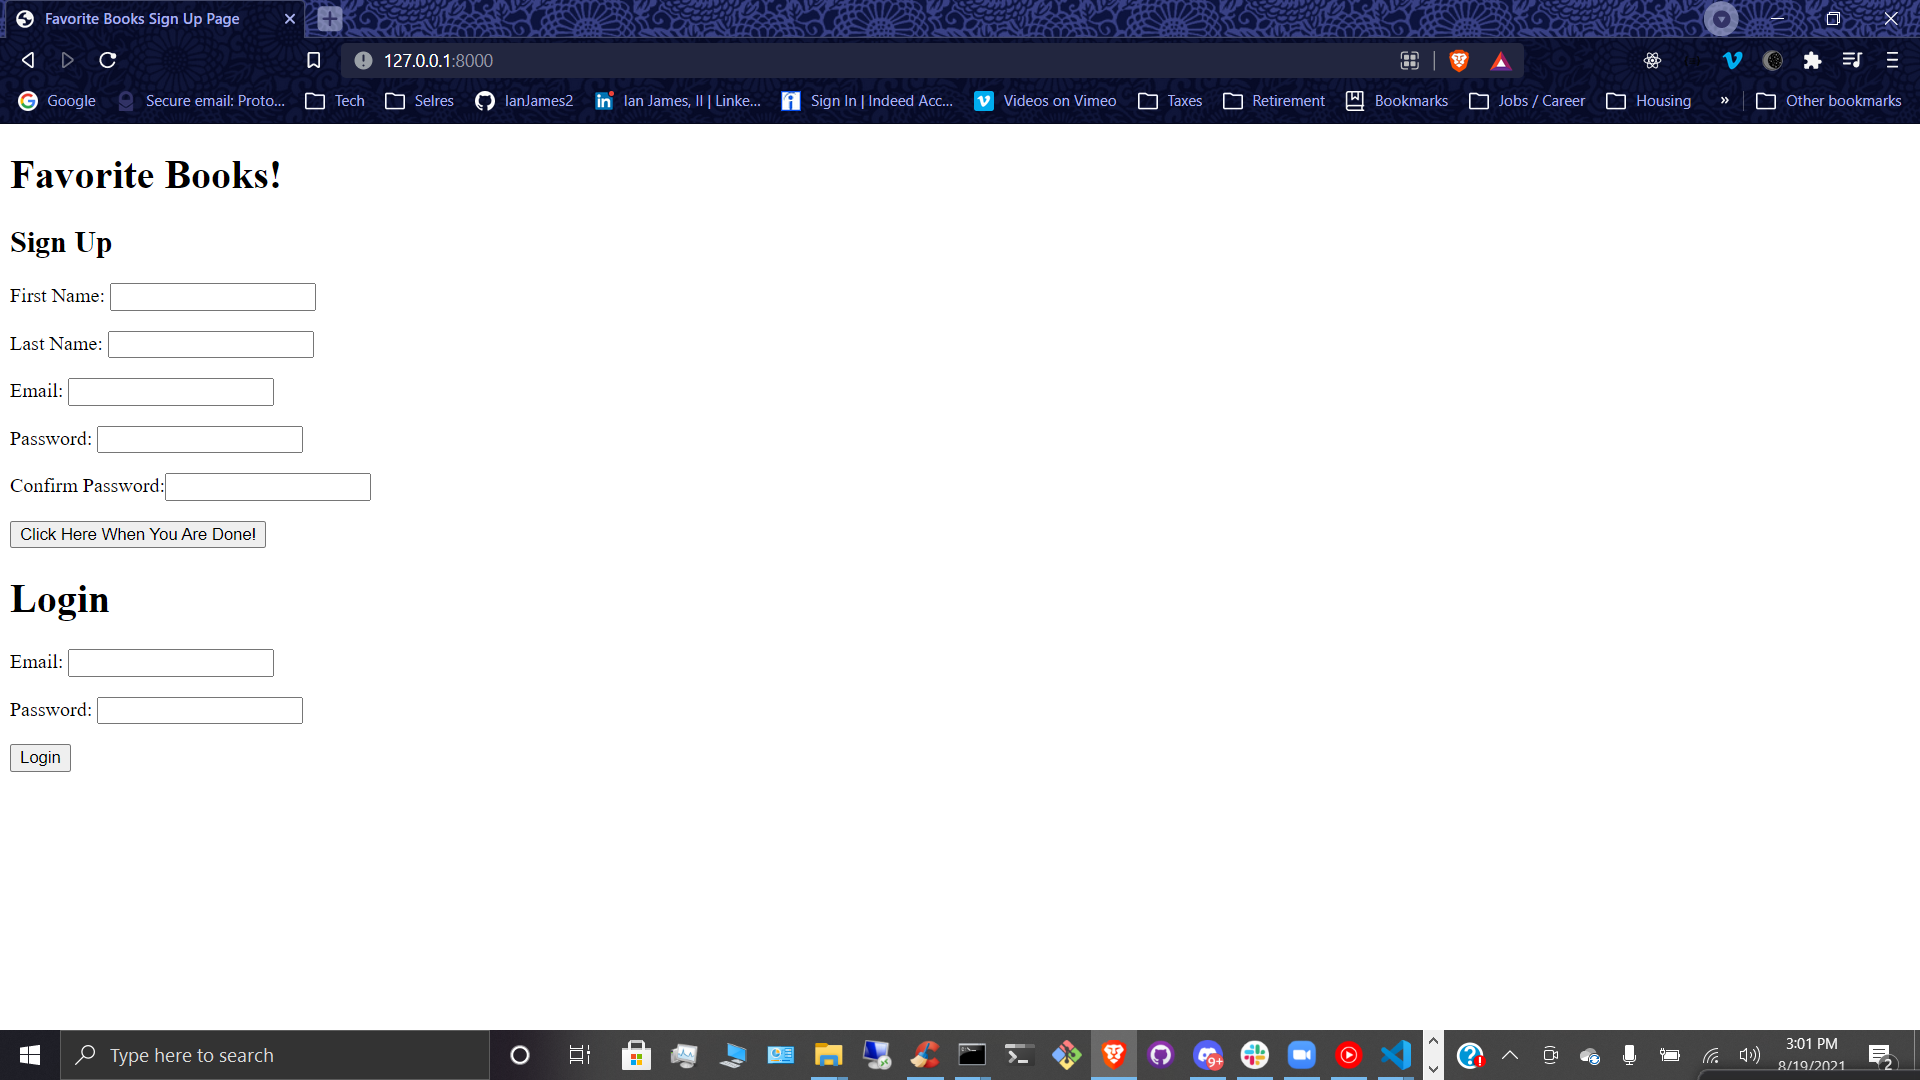 Favorite Books Sign Up Page
127.0.0.1:8000
Google Secure email: Proto... Tech Selres IanJames2 Ian James, II | Linke... Sign In | Indeed Acc... Videos on Vimeo Taxes Retirement Bookmarks Jobs / Career Housing » Other bookmarks
Favorite Books!
Sign Up
First Name:
Last Name:
Email:
Password:
Confirm Password:
Click Here When You Are Done!
Login
Email:
Password:
Login
Type here to search
9+
3:01 PM
8/19/2021
2